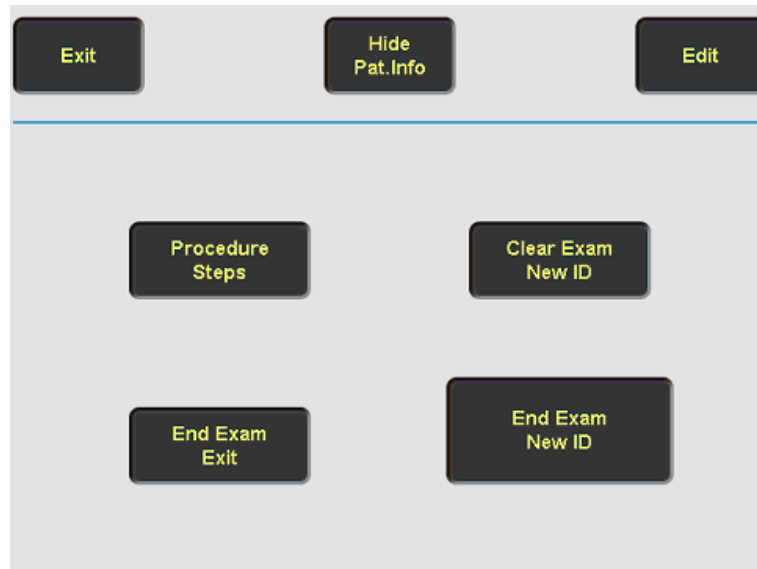 Exit
Hide
Pat.Info
Edit
Procedure
Steps
Clear Exam
New ID
End Exam
Exit
End Exam
New ID